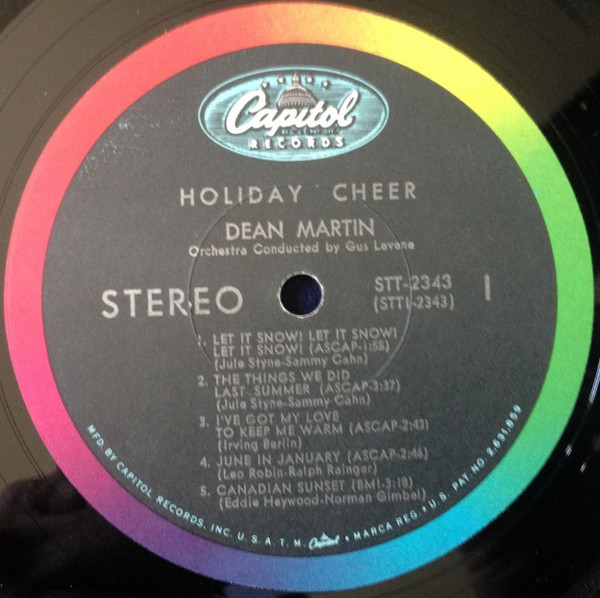 Capitol
RECORDS
HOLIDAY CHEER
DEAN MARTIN
Orchestra Conducted by Gus Levene
STEREO
STT-2343
(STT1-2343)
1
1. LET IT SNOW! LET IT SNOW!
LET IT SNOW! (ASCAP-1:58)
(Jule Styne-Sammy Cahn)
2. THE THINGS WE DID
LAST SUMMER (ASCAP-3:37)
(Jule Styne-Sammy Cahn)
3. I'VE GOT MY LOVE
TO KEEP ME WARM (ASCAP-2:43)
(Irving Berlin)
4. JUNE IN JANUARY (ASCAP-2:46)
(Leo Robin-Ralph Rainger)
5. CANADIAN SUNSET (BMI-3:18)
(Eddie Heywood-Norman Gimbel)
MFD. BY CAPITOL RECORDS, INC. U.S.A. T.M. Capitol • MARCA REG. • U.S. PAT. NO. 2,631,859